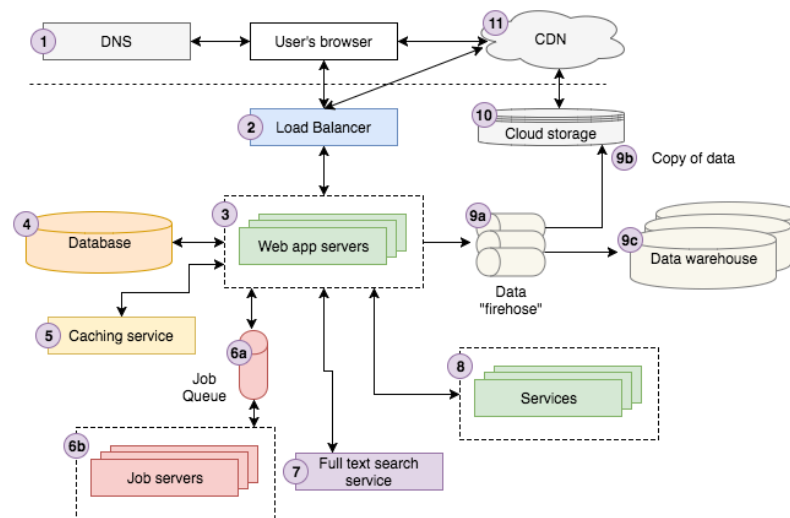 1
DNS
User's browser
11
CDN
2
Load Balancer
10
Cloud storage
9b
Copy of data
3
Web app servers
4
Database
9a
Data
"firehose"
9c
Data warehouse
5
Caching service
6a
Job
Queue
8
Services
6b
Job servers
7
Full text search
service